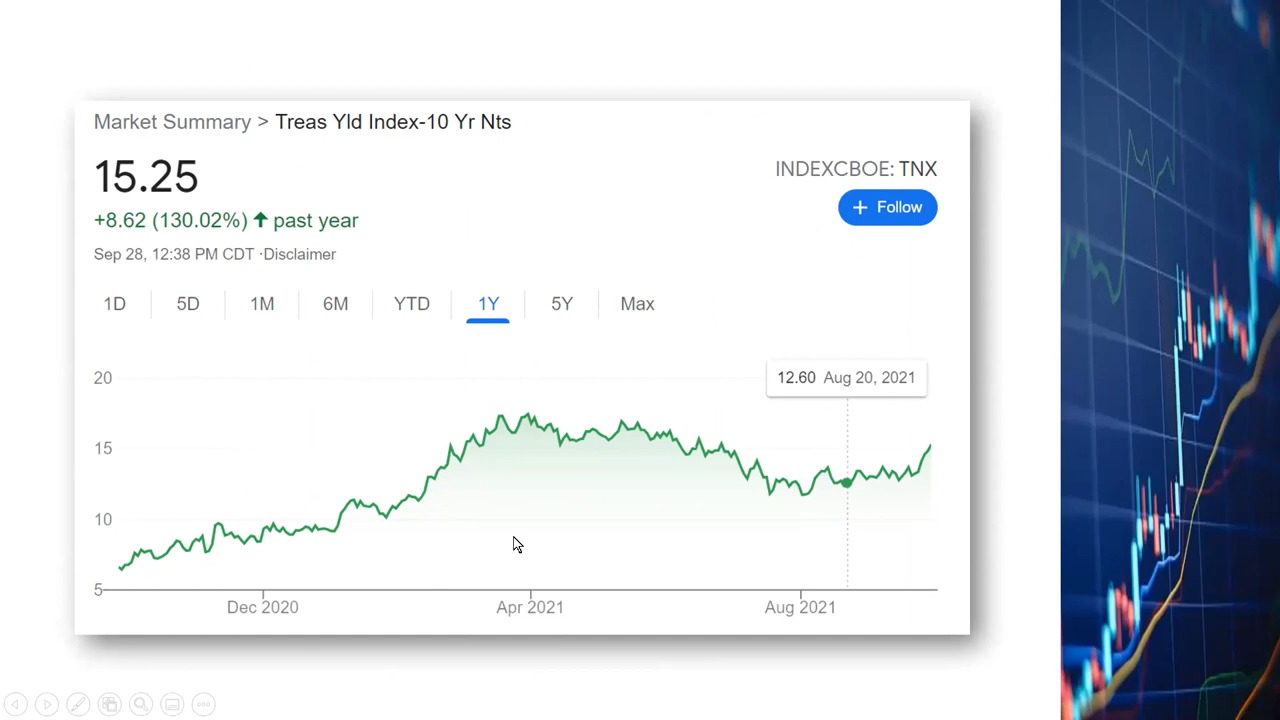 Market Summary > Treas Yld Index-10 Yr Nts
15.25
INDEXCBOE: TNX
+8.62 (130.02%) ↑ past year
+ Follow
Sep 28, 12:38 PM CDT ·Disclaimer
1D 5D 1M 6M YTD 1Y 5Y Max
12.60 Aug 20, 2021
20
15
10
5
Dec 2020 Apr 2021 Aug 2021